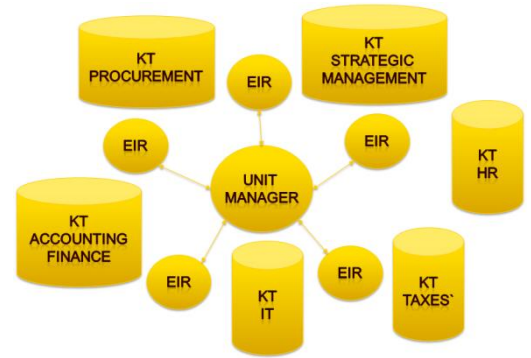 KT
PROCUREMENT
EIR
KT
STRATEGIC
MANAGEMENT
EIR
EIR
KT
HR
UNIT
MANAGER
KT
ACCOUNTING
FINANCE
EIR
EIR
KT
IT
KT
TAXES`